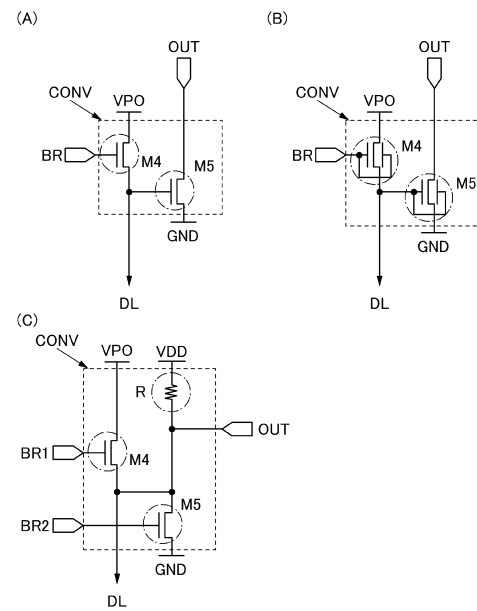 (A)
OUT
CONV
VPO
BR
M4
M5
GND
DL
(B)
OUT
CONV
VPO
BR
M4
M5
GND
DL
(C)
CONV
VPO
VDD
R
OUT
BR1
M4
M5
BR2
GND
DL